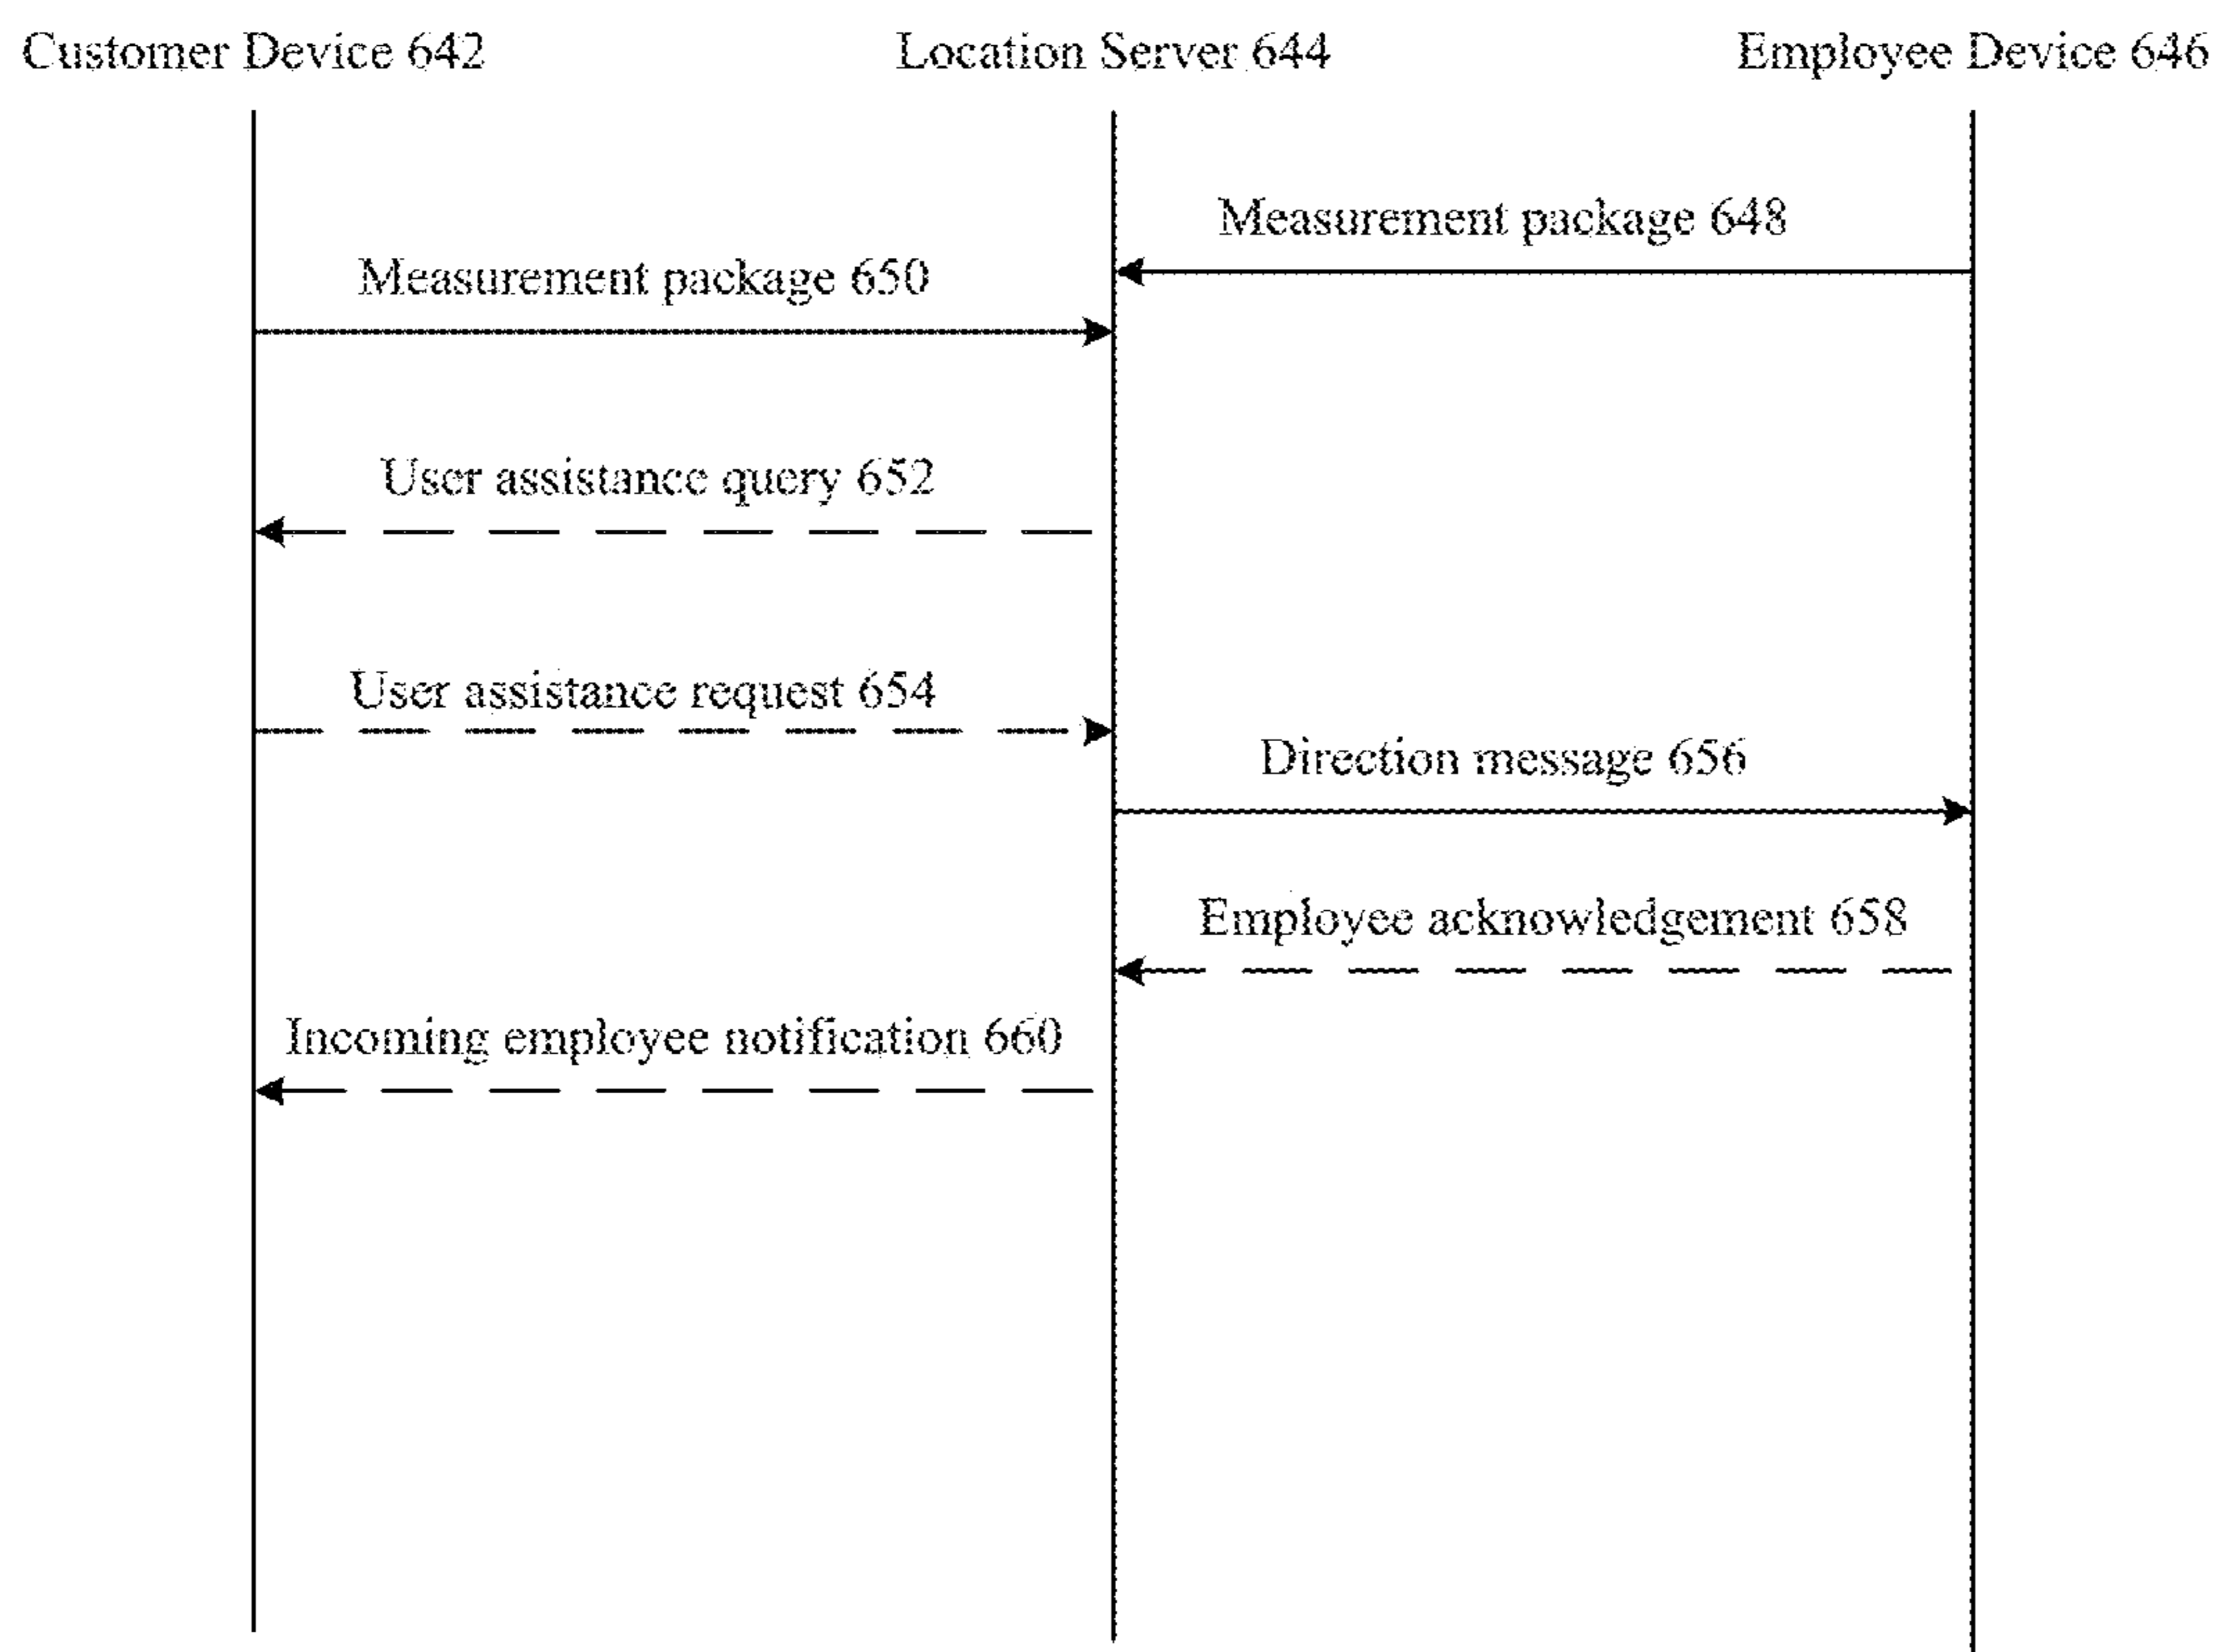 Customer Device 642
Location Server 644
Employee Device 646
Measurement package 648
Measurement package 650
User assistance query 652
User assistance request 654
Direction message 656
Employee acknowledgement 658
Incoming employee notification 660